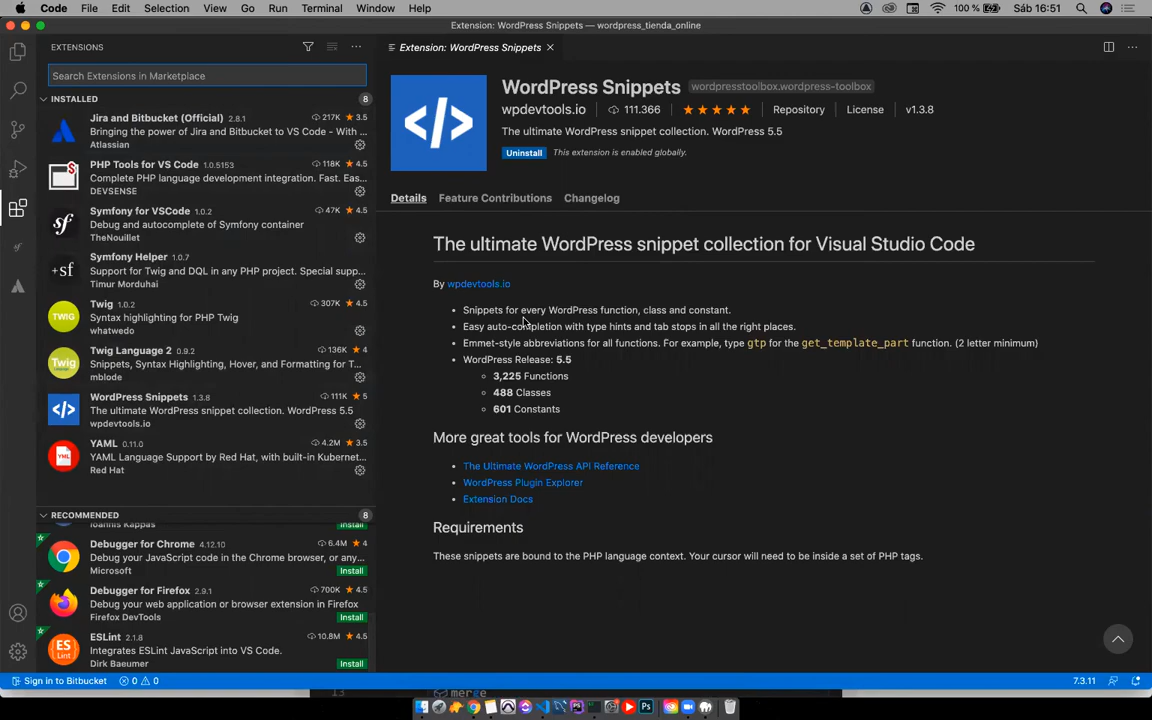 Code File Edit Selection View Go Run Terminal Window Help 100 % Sáb 16:51
Extension: WordPress Snippets — wordpress_tienda_online
EXTENSIONS
Search Extensions in Marketplace
INSTALLED 8
Jira and Bitbucket (Official) 2.8.1 217K ★ 3.5
Bringing the power of Jira and Bitbucket to VS Code - With ...
Atlassian
PHP Tools for VS Code 1.0.5153 118K ★ 4.5
Complete PHP language development integration. Fast. Eas...
DEVSENSE
Symfony for VSCode 1.0.2 47K ★ 4.5
Debug and autocomplete of Symfony container
TheNouillet
Symfony Helper 1.0.7
Support for Twig and DQL in any PHP project. Special supp...
Timur Morduhai
Twig 1.0.2 307K ★ 4.5
Syntax highlighting for PHP Twig
whatwedo
Twig Language 2 0.9.2 136K ★ 4
Snippets, Syntax Highlighting, Hover, and Formatting for T...
mblode
WordPress Snippets 1.3.8 111K ★ 5
The ultimate WordPress snippet collection. WordPress 5.5
wpdevtools.io
YAML 0.11.0 4.2M ★ 3.5
YAML Language Support by Red Hat, with built-in Kubernet...
Red Hat
RECOMMENDED 8
Ioannis Kappas Install
Debugger for Chrome 4.12.10 6.4M ★ 4
Debug your JavaScript code in the Chrome browser, or any...
Microsoft Install
Debugger for Firefox 2.9.1 700K ★ 4.5
Debug your web application or browser extension in Firefox
Firefox DevTools Install
ESLint 2.1.8 10.8M ★ 4.5
Integrates ESLint JavaScript into VS Code.
Dirk Baeumer Install
Extension: WordPress Snippets
WordPress Snippets wordpresstoolbox.wordpress-toolbox
wpdevtools.io 111.366 ★★★★★ Repository License v1.3.8
The ultimate WordPress snippet collection. WordPress 5.5
Uninstall This extension is enabled globally.
Details Feature Contributions Changelog
The ultimate WordPress snippet collection for Visual Studio Code
By wpdevtools.io
• Snippets for every WordPress function, class and constant.
• Easy auto-completion with type hints and tab stops in all the right places.
• Emmet-style abbreviations for all functions. For example, type gtp for the get_template_part function. (2 letter minimum)
• WordPress Release: 5.5
3,225 Functions
488 Classes
601 Constants
More great tools for WordPress developers
• The Ultimate WordPress API Reference
• WordPress Plugin Explorer
• Extension Docs
Requirements
These snippets are bound to the PHP language context. Your cursor will need to be inside a set of PHP tags.
Sign in to Bitbucket 0 0 7.3.11
13 merge